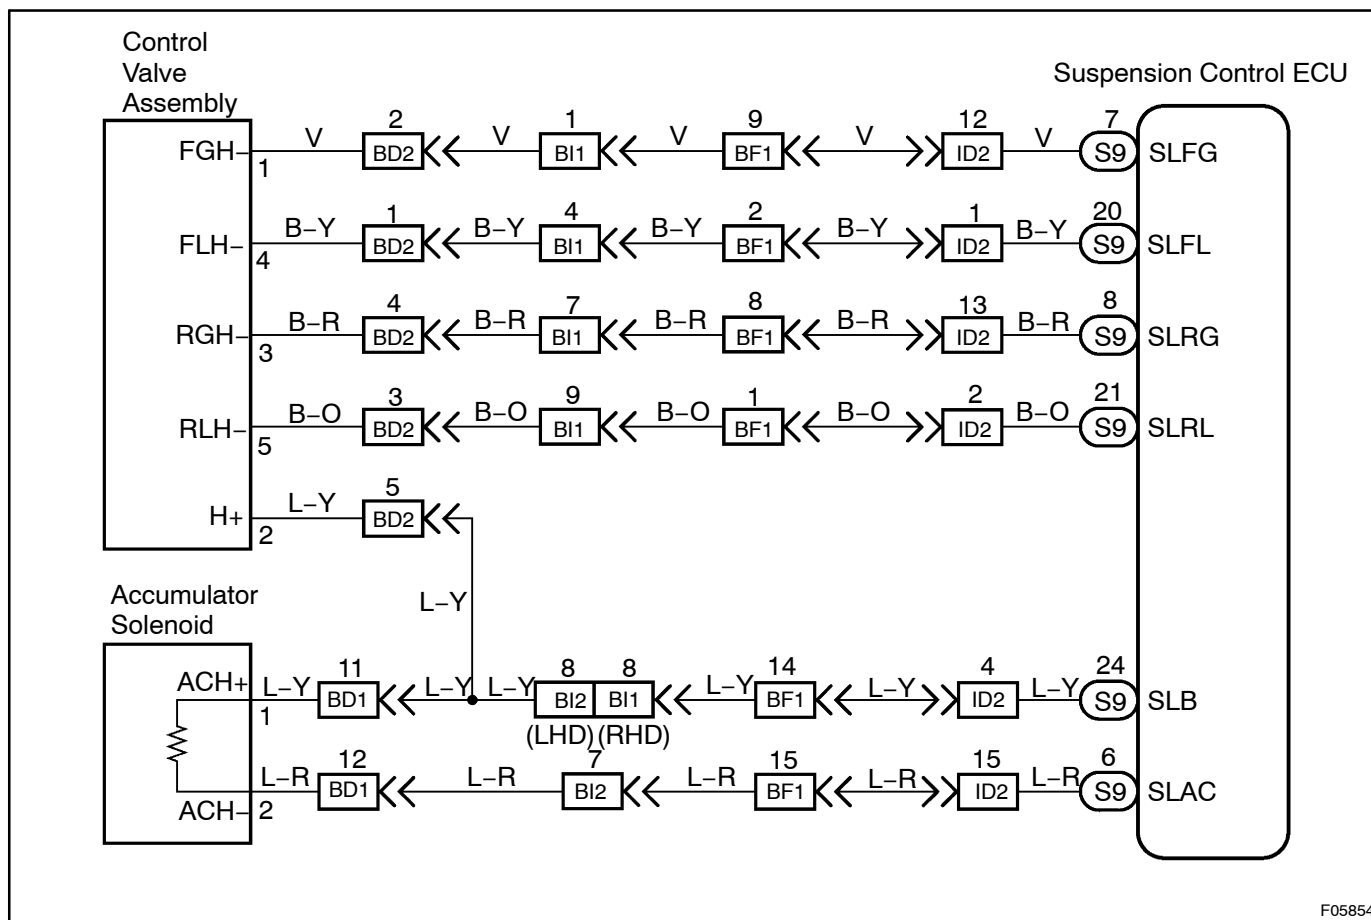 Control
Valve
Assembly
Suspension Control ECU
2 1 9 12 7
FGH− V BD2 V BI1 V BF1 V ID2 V S9 SLFG
1
1 4 2 1 20
FLH− B−Y BD2 B−Y BI1 B−Y BF1 B−Y ID2 B−Y S9 SLFL
4
4 7 8 13 8
RGH− B−R BD2 B−R BI1 B−R BF1 B−R ID2 B−R S9 SLRG
3
3 9 1 2 21
RLH− B−O BD2 B−O BI1 B−O BF1 B−O ID2 B−O S9 SLRL
5
5
H+ L−Y BD2
2
L−Y
Accumulator
Solenoid
11 8 8 14 4 24
ACH+ L−Y BD1 L−Y L−Y BI2 BI1 L−Y BF1 L−Y ID2 L−Y S9 SLB
1
(LHD) (RHD)
12 7 15 15 6
L−R BD1 L−R BI2 L−R BF1 L−R ID2 L−R S9 SLAC
ACH− 2
F05854